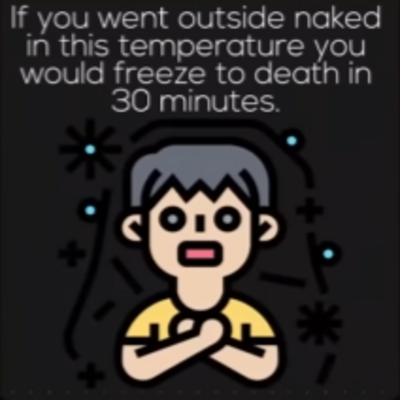 If you went outside naked
in this temperature you
would freeze to death in
30 minutes.